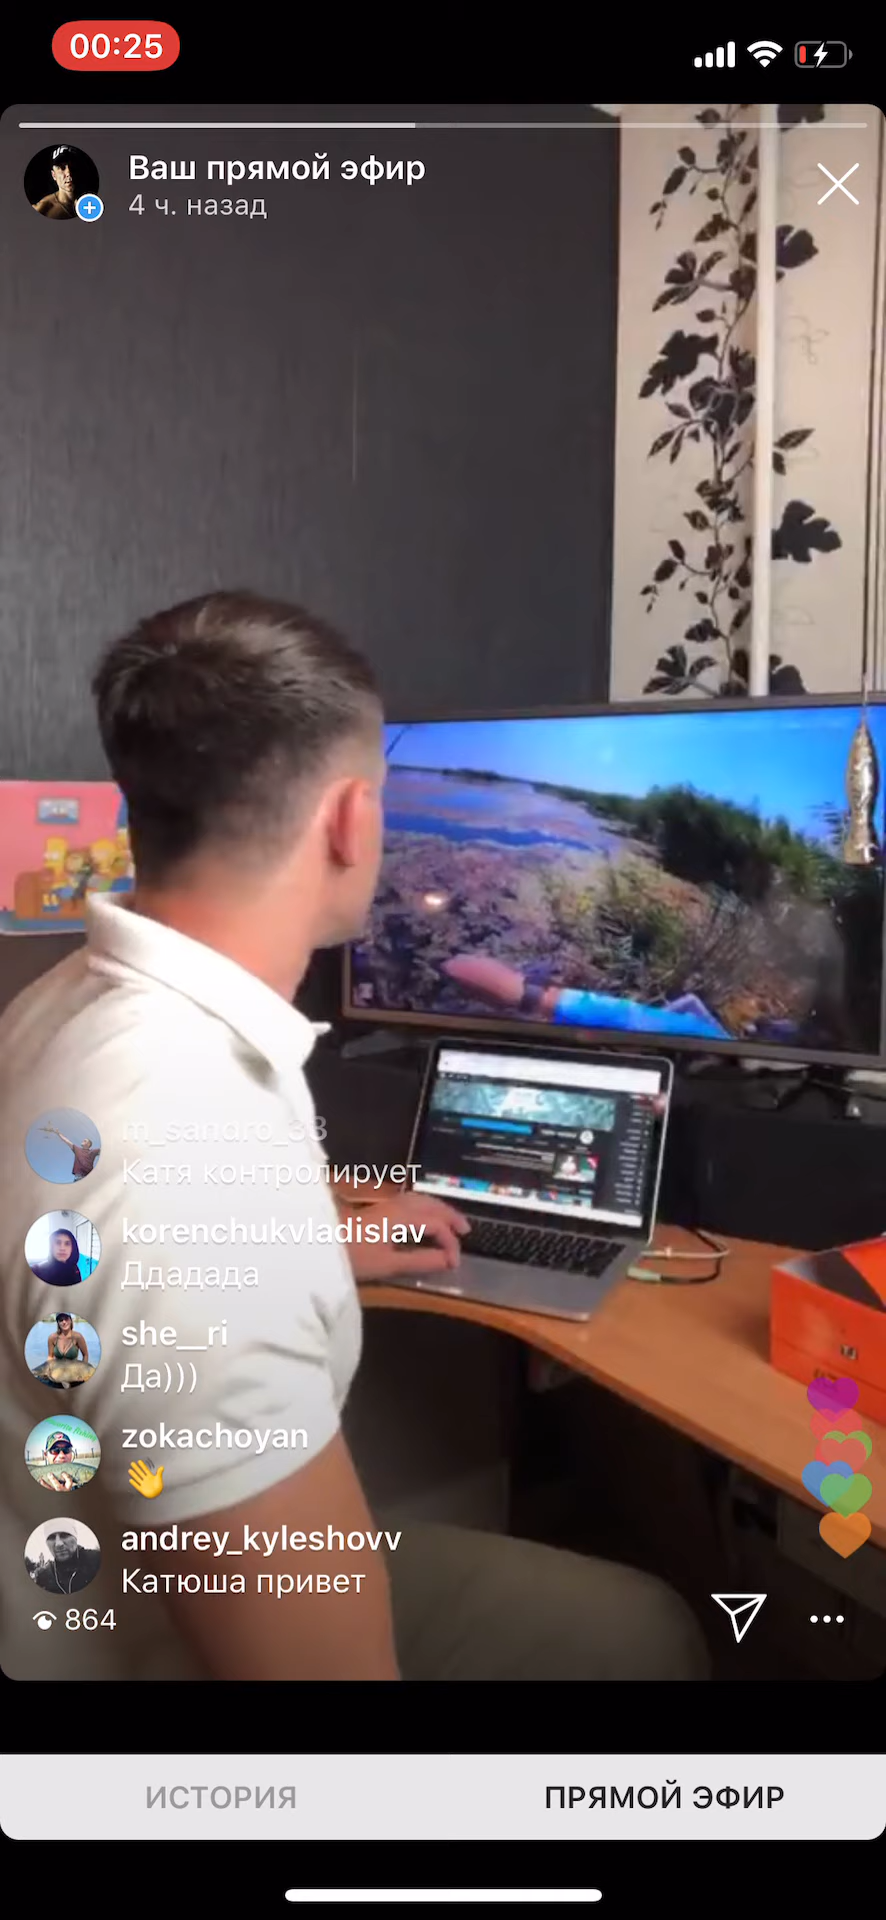 00:25
Ваш прямой эфир
4 ч. назад
m_sandro_33
Катя контролирует
korenchukvladislav
Ддадада
she__ri
Да)))
zokachoyan
👋
andrey_kyleshovv
Катюша привет
864
ИСТОРИЯ
ПРЯМОЙ ЭФИР